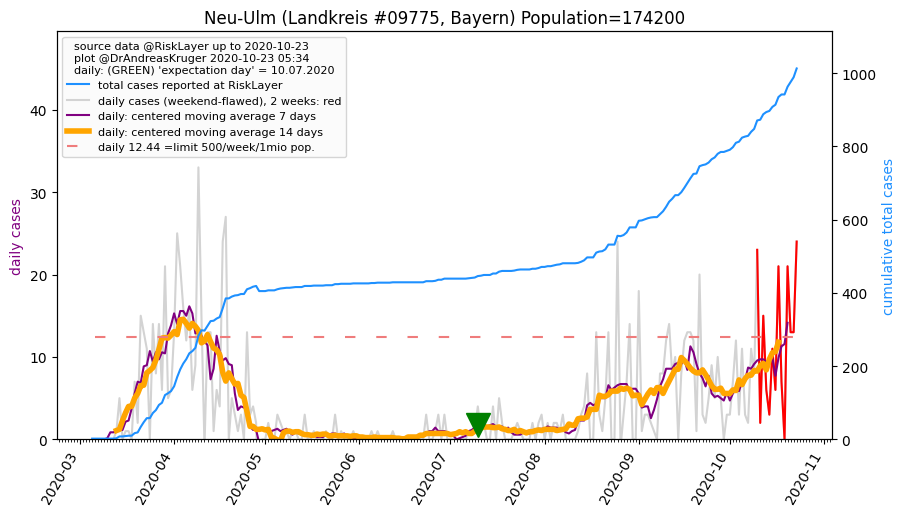 Neu-Ulm (Landkreis #09775, Bayern) Population=174200
source data @RiskLayer up to 2020-10-23
plot @DrAndreasKruger 2020-10-23 05:34
daily: (GREEN) 'expectation day' = 10.07.2020
total cases reported at RiskLayer
daily cases (weekend-flawed), 2 weeks: red
daily: centered moving average 7 days
daily: centered moving average 14 days
daily 12.44 =limit 500/week/1mio pop.
daily cases
0
10
20
30
40
cumulative total cases
0
200
400
600
800
1000
2020-03
2020-04
2020-05
2020-06
2020-07
2020-08
2020-09
2020-10
2020-11